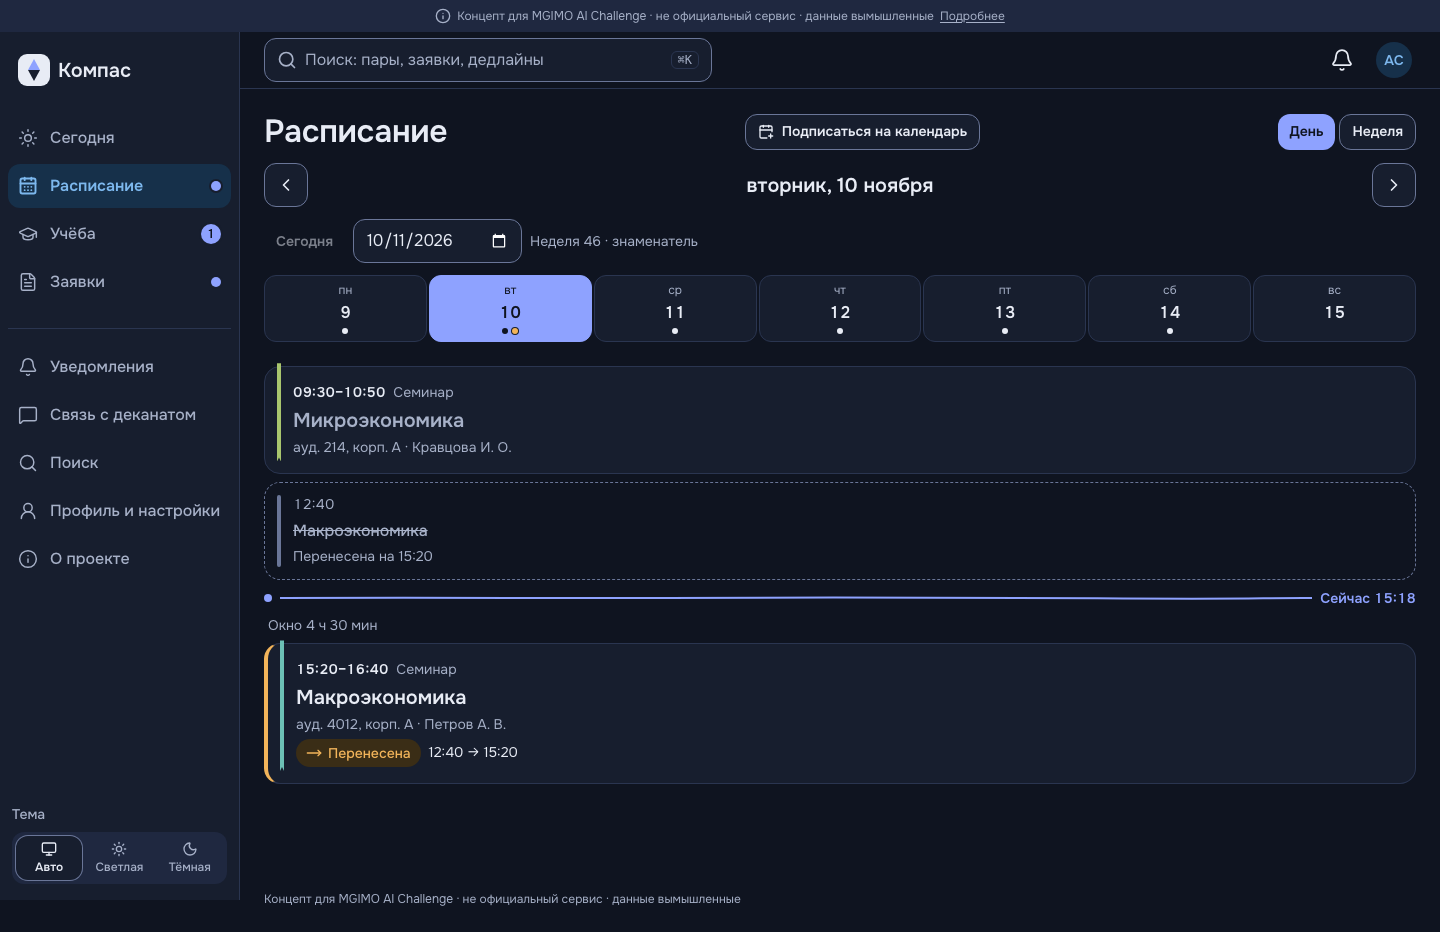 Концепт для MGIMO AI Challenge · не официальный сервис · данные вымышленные Подробнее
Компас
Поиск: пары, заявки, дедлайны
⌘K
АС
Сегодня
Расписание
Учёба
1
Заявки
Уведомления
Связь с деканатом
Поиск
Профиль и настройки
О проекте
Тема
Авто
Светлая
Тёмная
Расписание
Подписаться на календарь
День
Неделя
вторник, 10 ноября
Сегодня
10/11/2026
Неделя 46 · знаменатель
пн
9
вт
10
ср
11
чт
12
пт
13
сб
14
вс
15
09:30–10:50 Семинар
Микроэкономика
ауд. 214, корп. А · Кравцова И. О.
12:40
Макроэкономика
Перенесена на 15:20
Сейчас 15:18
Окно 4 ч 30 мин
15:20–16:40 Семинар
Макроэкономика
ауд. 4012, корп. А · Петров А. В.
→ Перенесена 12:40 → 15:20
Концепт для MGIMO AI Challenge · не официальный сервис · данные вымышленные